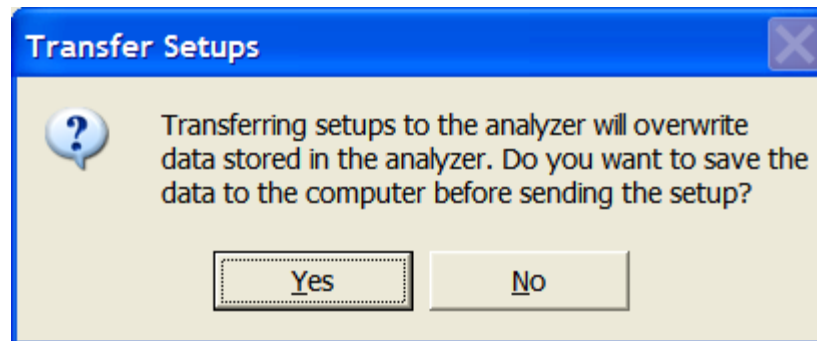 Transfer Setups
Transferring setups to the analyzer will overwrite
data stored in the analyzer. Do you want to save the
data to the computer before sending the setup?
Yes
No